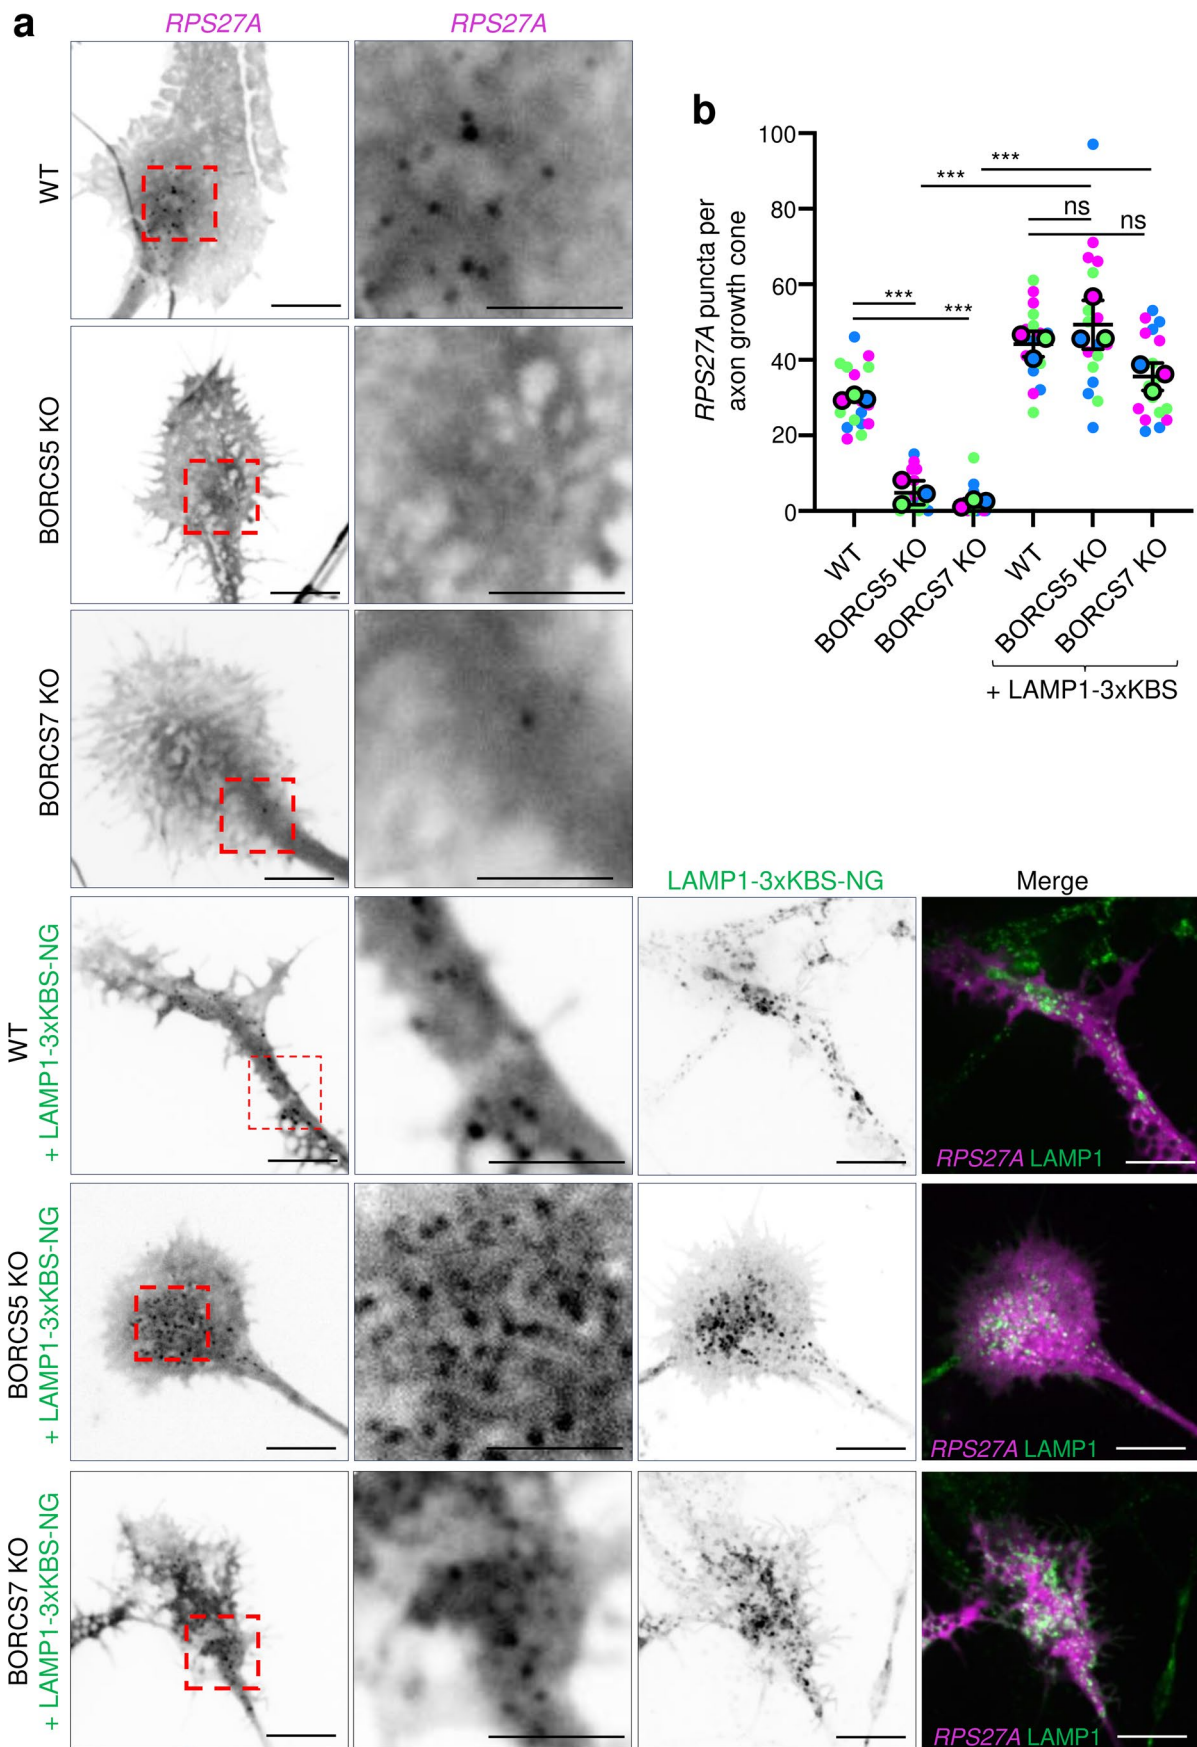 a
RPS27A
RPS27A
WT
BORCS5 KO
BORCS7 KO
WT
+ LAMP1-3xKBS-NG
BORCS5 KO
+ LAMP1-3xKBS-NG
BORCS7 KO
+ LAMP1-3xKBS-NG
LAMP1-3xKBS-NG
Merge
RPS27A LAMP1
RPS27A LAMP1
RPS27A LAMP1
b
RPS27A puncta per
axon growth cone
100
80
60
40
20
0
***
***
ns
ns
***
***
WT
BORCS5 KO
BORCS7 KO
WT
BORCS5 KO
BORCS7 KO
+ LAMP1-3xKBS